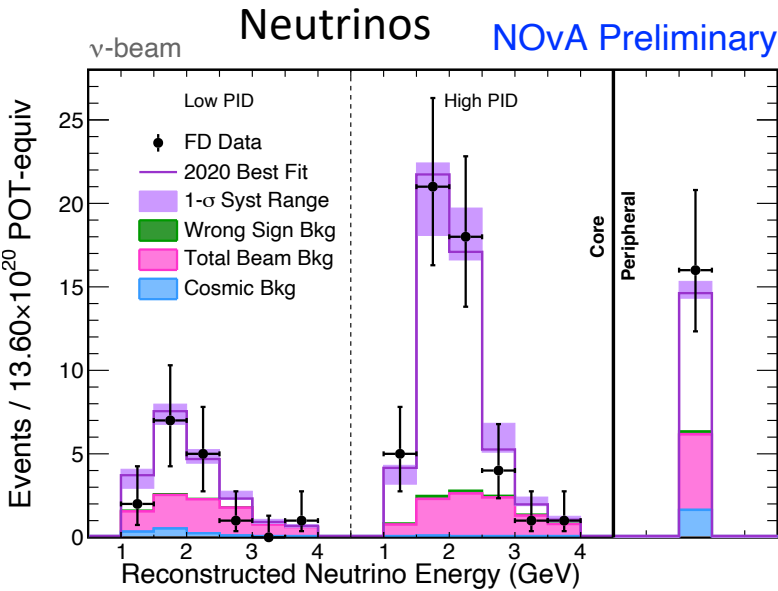 Neutrinos
NOvA Preliminary
ν-beam
Low PID
High PID
FD Data
2020 Best Fit
1-σ Syst Range
Wrong Sign Bkg
Total Beam Bkg
Cosmic Bkg
Core
Peripheral
Events / 13.60×10²⁰ POT-equiv
25
20
15
10
5
0
1 2 3 4 1 2 3 4
Reconstructed Neutrino Energy (GeV)